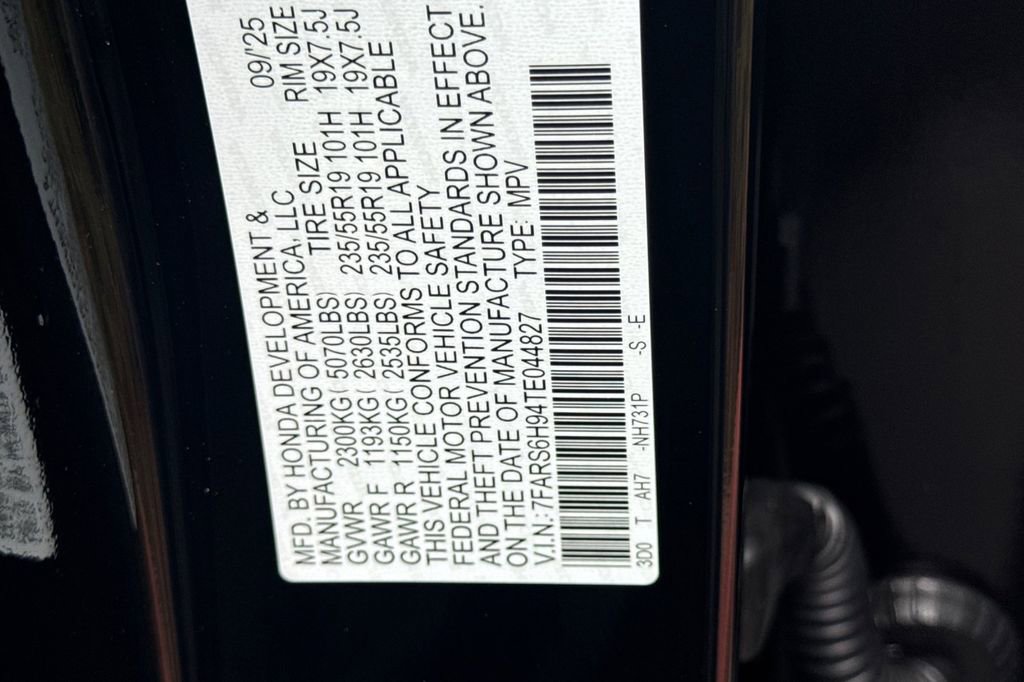 MFD. BY HONDA DEVELOPMENT & 09/'25
MANUFACTURING OF AMERICA, LLC TIRE SIZE RIM SIZE
GVWR 2300KG( 5070LBS) 235/55R19 101H 19X7.5J
GAWR F 1193KG( 2630LBS) 235/55R19 101H 19X7.5J
GAWR R 1150KG( 2535LBS)
THIS VEHICLE CONFORMS TO ALL APPLICABLE
FEDERAL MOTOR VEHICLE SAFETY
AND THEFT PREVENTION STANDARDS IN EFFECT
ON THE DATE OF MANUFACTURE SHOWN ABOVE.
V.I.N.: 7FARS6H94TE044827 TYPE: MPV
3D0 T AH7 -NH731P -S -E